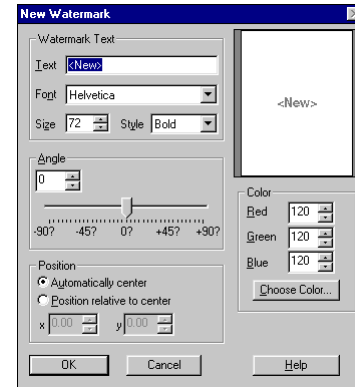 New Watermark
Watermark Text
Text <New>
Font Helvetica
Size 72 Style Bold
<New>
Angle
0
-90? -45? 0? +45? +90?
Color
Red 120
Green 120
Blue 120
Choose Color...
Position
Automatically center
Position relative to center
x 0.00 y 0.00
OK Cancel Help